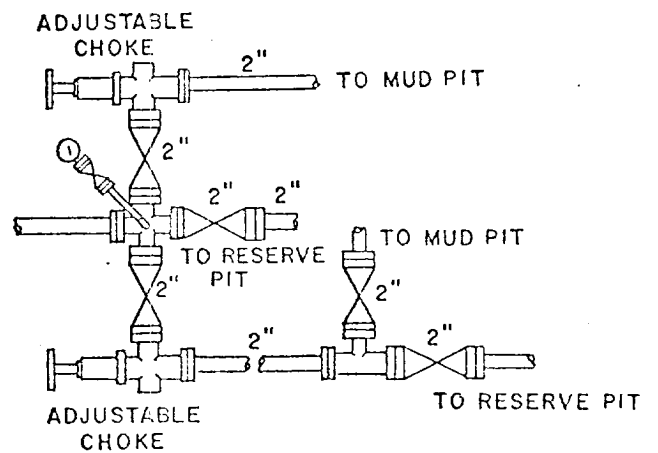 ADJUSTABLE
CHOKE
2"
TO MUD PIT
1
2"
2"
2"
TO RESERVE
PIT
TO MUD PIT
2"
2"
2"
2"
TO RESERVE PIT
ADJUSTABLE
CHOKE